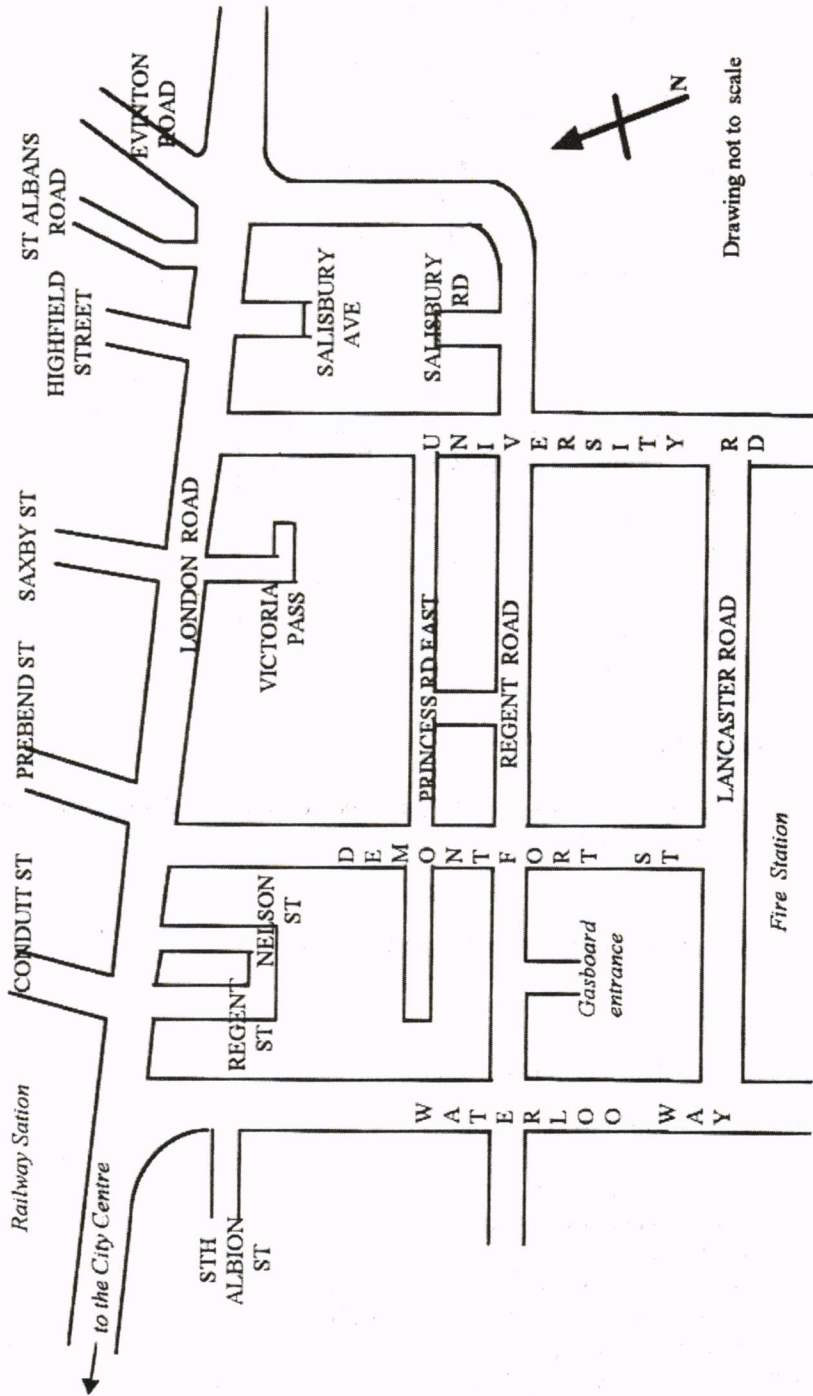 Railway Sation
to the City Centre
CONDUIT ST
PREBEND ST
SAXBY ST
HIGHFIELD
STREET
ST ALBANS
ROAD
EVINTON
ROAD
LONDON ROAD
STH
ALBION
ST
REGENT
ST
NELSON
ST
VICTORIA
PASS
SALISBURY
AVE
SALISBURY
RD
WATERLOO WAY
DE MONTFORT ST
UNIVERSITY RD
PRINCESS RD EAST
REGENT ROAD
LANCASTER ROAD
Gasboard
entrance
Fire Station
N
Drawing not to scale